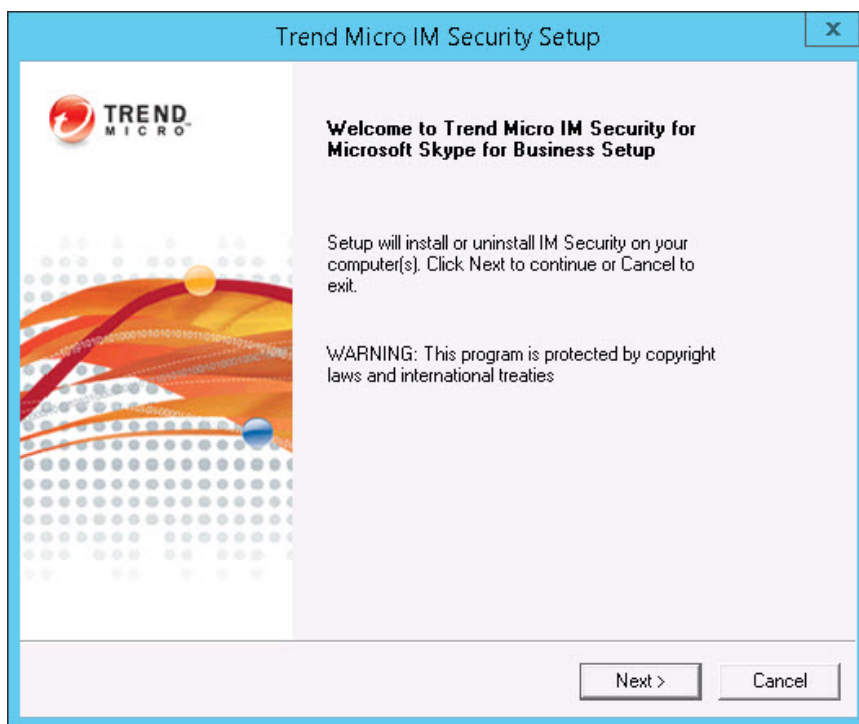 Trend Micro IM Security Setup
x
TREND
MICRO
Welcome to Trend Micro IM Security for
Microsoft Skype for Business Setup
Setup will install or uninstall IM Security on your
computer(s). Click Next to continue or Cancel to
exit.
WARNING: This program is protected by copyright
laws and international treaties
Next >
Cancel